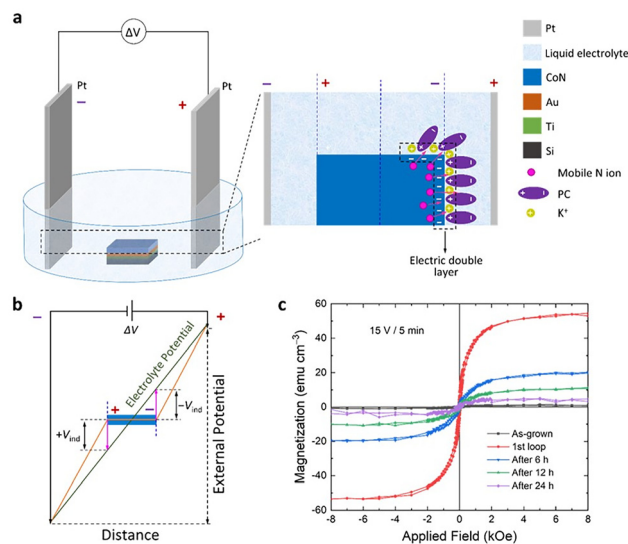 a
ΔV
Pt
−
Pt
+
−
+
−
+
Electric double
layer
Pt
Liquid electrolyte
CoN
Au
Ti
Si
Mobile N ion
PC
K⁺
b
−
+
ΔV
Electrolyte Potential
+
−
−Vind
+Vind
External Potential
Distance
c
15 V / 5 min
Magnetization (emu cm⁻³)
60
40
20
0
-20
-40
-60
As-grown
1st loop
After 6 h
After 12 h
After 24 h
-8 -6 -4 -2 0 2 4 6 8
Applied Field (kOe)